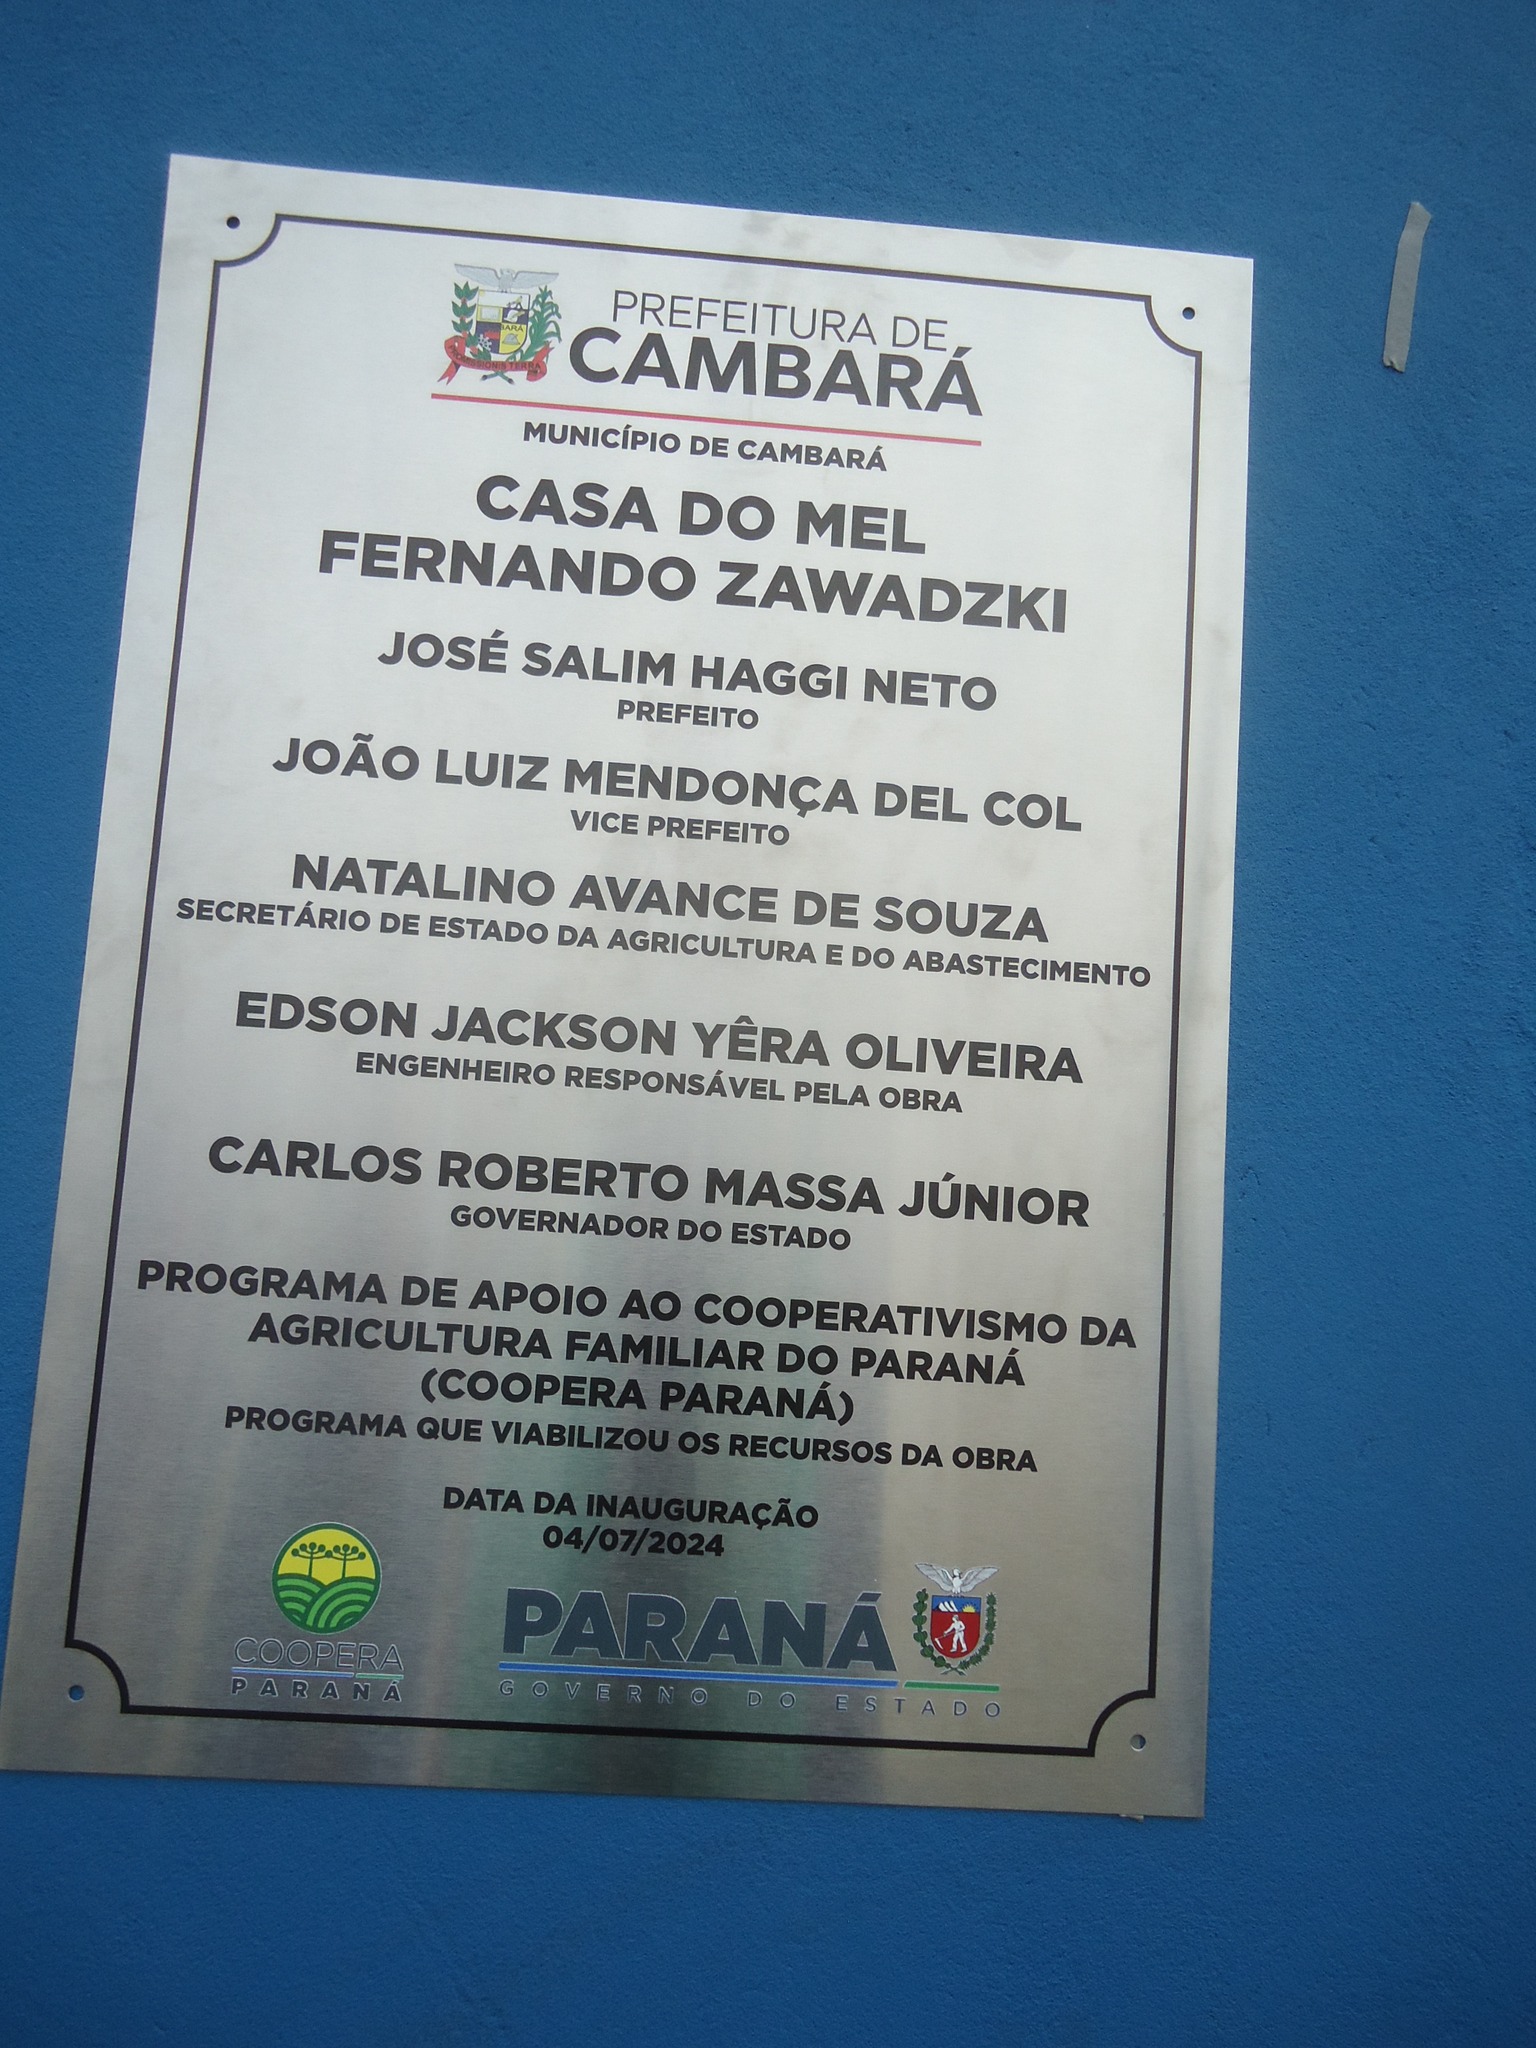 PREFEITURA DE
CAMBARÁ
MUNICÍPIO DE CAMBARÁ
CASA DO MEL
FERNANDO ZAWADZKI
JOSÉ SALIM HAGGI NETO
PREFEITO
JOÃO LUIZ MENDONÇA DEL COL
VICE PREFEITO
NATALINO AVANCE DE SOUZA
SECRETÁRIO DE ESTADO DA AGRICULTURA E DO ABASTECIMENTO
EDSON JACKSON YÊRA OLIVEIRA
ENGENHEIRO RESPONSÁVEL PELA OBRA
CARLOS ROBERTO MASSA JÚNIOR
GOVERNADOR DO ESTADO
PROGRAMA DE APOIO AO COOPERATIVISMO DA
AGRICULTURA FAMILIAR DO PARANÁ
(COOPERA PARANÁ)
PROGRAMA QUE VIABILIZOU OS RECURSOS DA OBRA
DATA DA INAUGURAÇÃO
04/07/2024
COOPERA
PARANÁ
PARANÁ
GOVERNO DO ESTADO